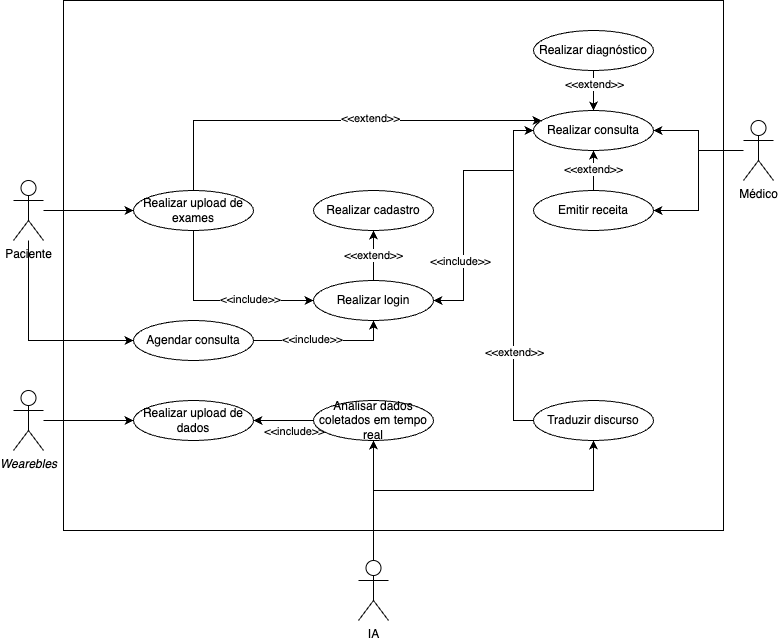 Realizar diagnóstico
<<extend>>
<<extend>>
Realizar consulta
<<extend>>
Médico
Realizar upload de
exames
Realizar cadastro
Emitir receita
Paciente
<<extend>>
<<include>>
<<include>>
Realizar login
Agendar consulta
<<include>>
<<extend>>
Realizar upload de
dados
Analisar dados
coletados em tempo
real
<<include>>
Traduzir discurso
Wearebles
IA